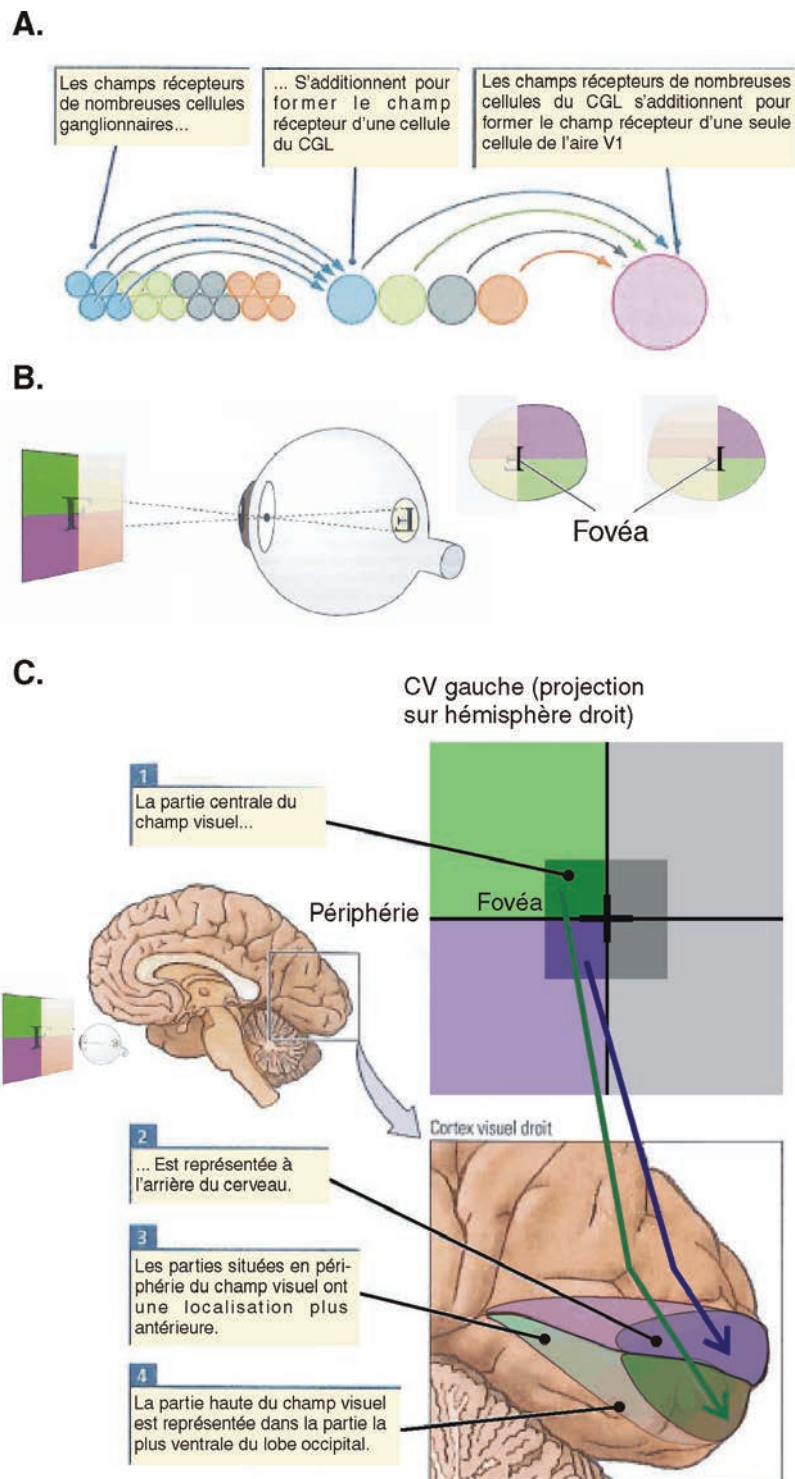 A.
Les champs récepteurs
de nombreuses cellules
ganglionnaires...
... S'additionnent pour
former le champ
récepteur d'une cellule
du CGL
Les champs récepteurs de nombreuses
cellules du CGL s'additionnent pour
former le champ récepteur d'une seule
cellule de l'aire V1
B.
F
F
F
F
Fovéa
C.
CV gauche (projection
sur hémisphère droit)
1
La partie centrale du
champ visuel...
Périphérie
Fovéa
F
Cortex visuel droit
2
... Est représentée à
l'arrière du cerveau.
3
Les parties situées en péri-
phérie du champ visuel ont
une localisation plus
antérieure.
4
La partie haute du champ visuel
est représentée dans la partie la
plus ventrale du lobe occipital.